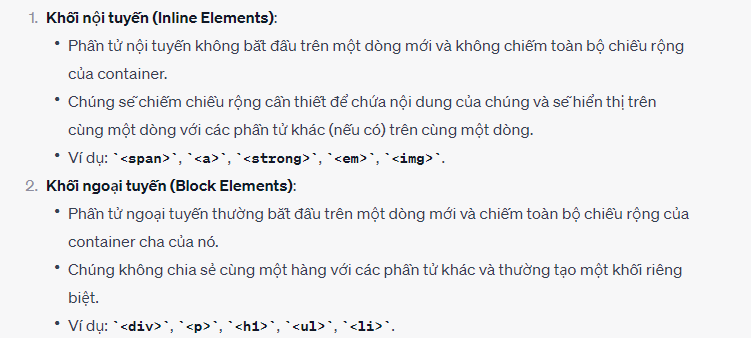 1. Khối nội tuyến (Inline Elements):
• Phần tử nội tuyến không bắt đầu trên một dòng mới và không chiếm toàn bộ chiều rộng
của container.
• Chúng sẽ chiếm chiều rộng cần thiết để chứa nội dung của chúng và sẽ hiển thị trên
cùng một dòng với các phần tử khác (nếu có) trên cùng một dòng.
• Ví dụ: `<span>`, `<a>`, `<strong>`, `<em>`, `<img>`.
2. Khối ngoại tuyến (Block Elements):
• Phần tử ngoại tuyến thường bắt đầu trên một dòng mới và chiếm toàn bộ chiều rộng của
container cha của nó.
• Chúng không chia sẻ cùng một hàng với các phần tử khác và thường tạo một khối riêng
biệt.
• Ví dụ: `<div>`, `<p>`, `<h1>`, `<ul>`, `<li>`.